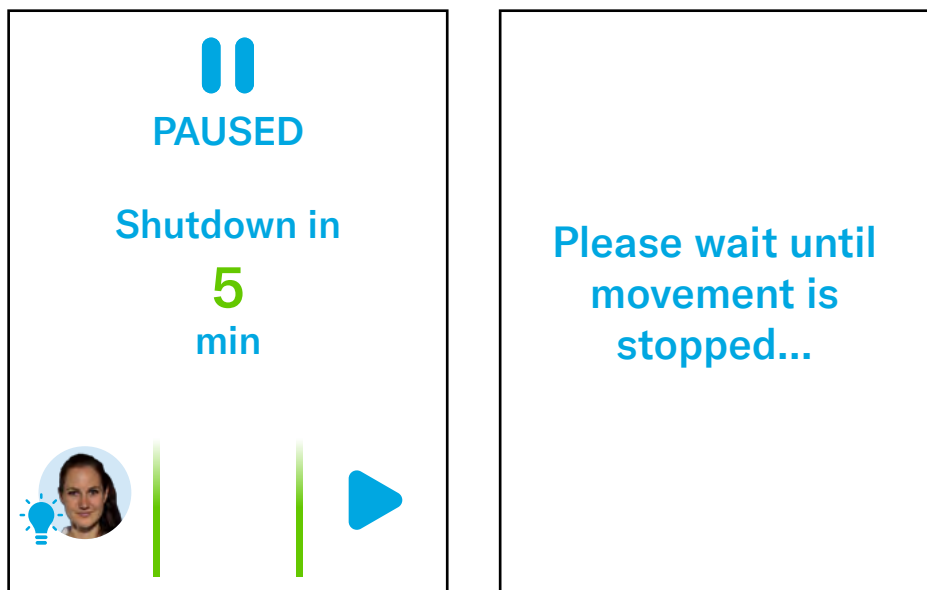 PAUSED
Shutdown in
5
min
Please wait until
movement is
stopped...